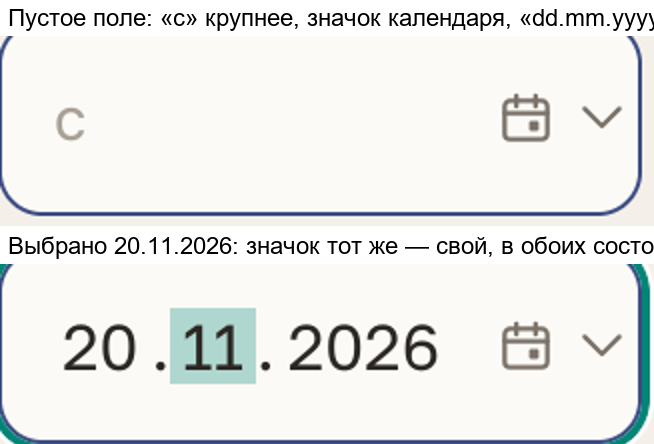 Пустое поле: «с» крупнее, значок календаря, «dd.mm.yyyy
с
Выбрано 20.11.2026: значок тот же — свой, в обоих состо
20.11.2026